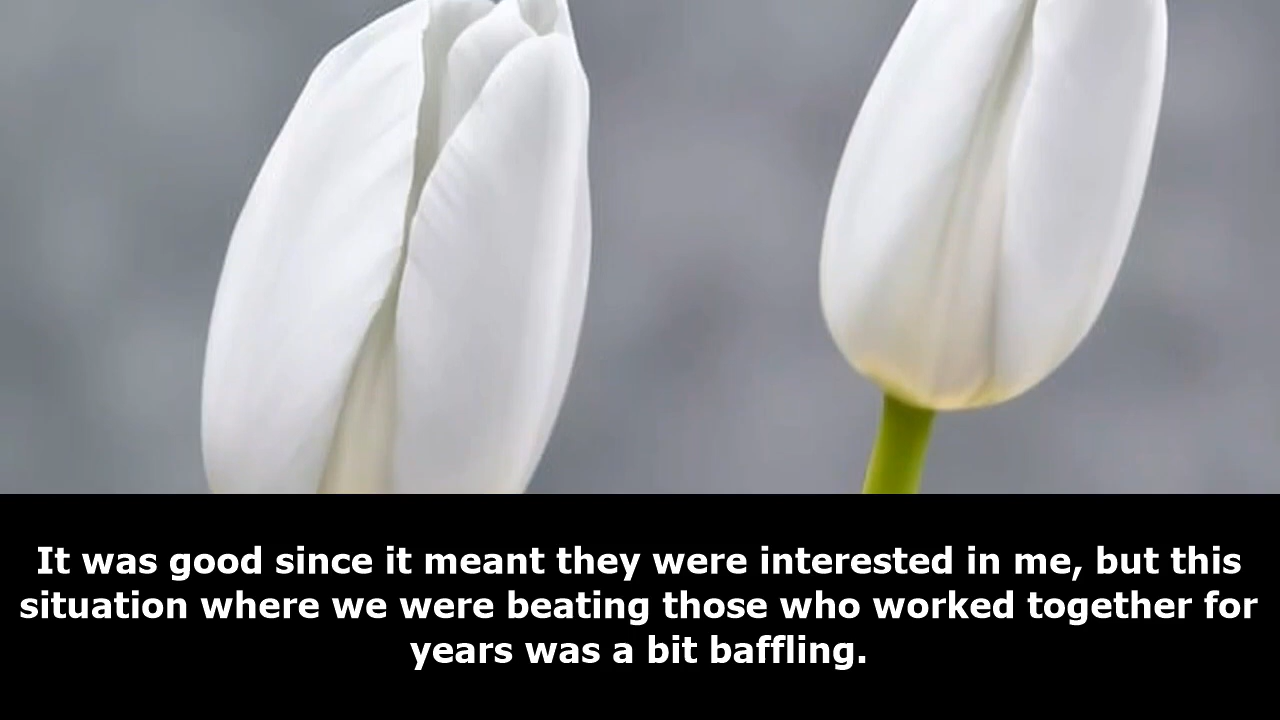 It was good since it meant they were interested in me, but this
situation where we were beating those who worked together for
years was a bit baffling.